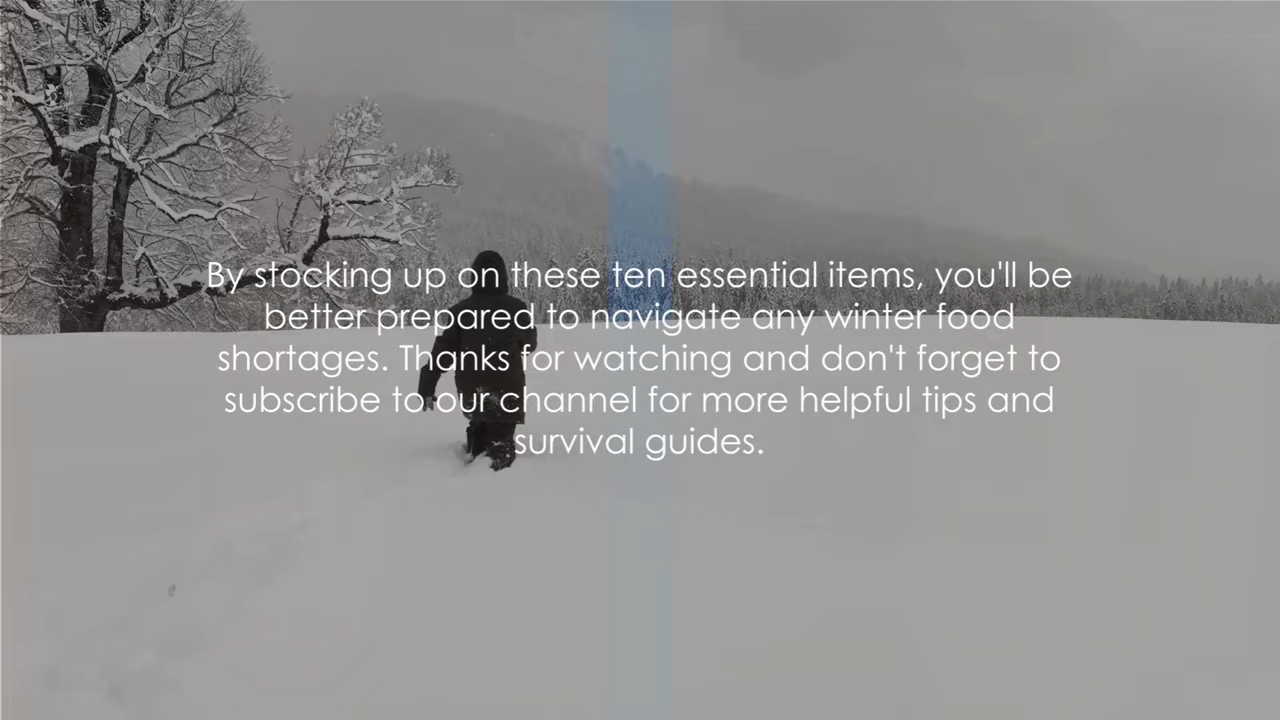 By stocking up on these ten essential items, you'll be
better prepared to navigate any winter food
shortages. Thanks for watching and don't forget to
subscribe to our channel for more helpful tips and
survival guides.